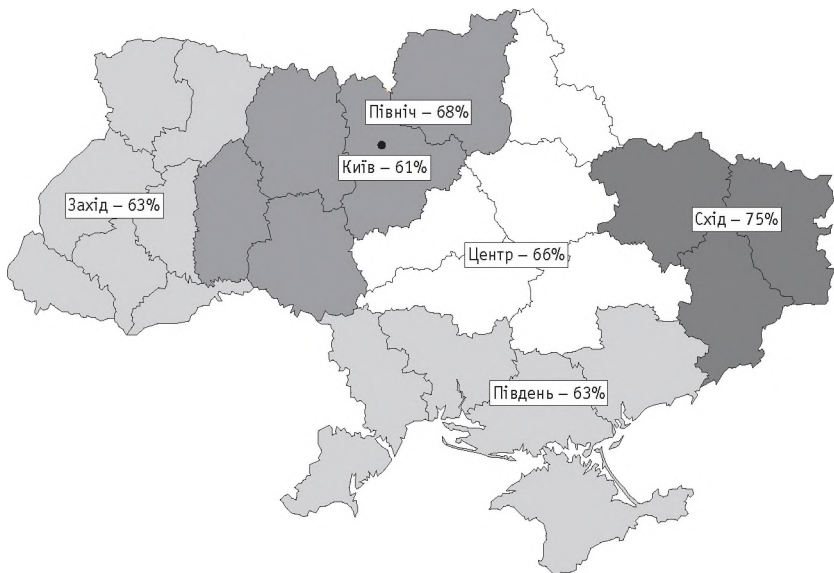 Північ – 68%
Київ – 61%
Захід – 63%
Схід – 75%
Центр – 66%
Південь – 63%